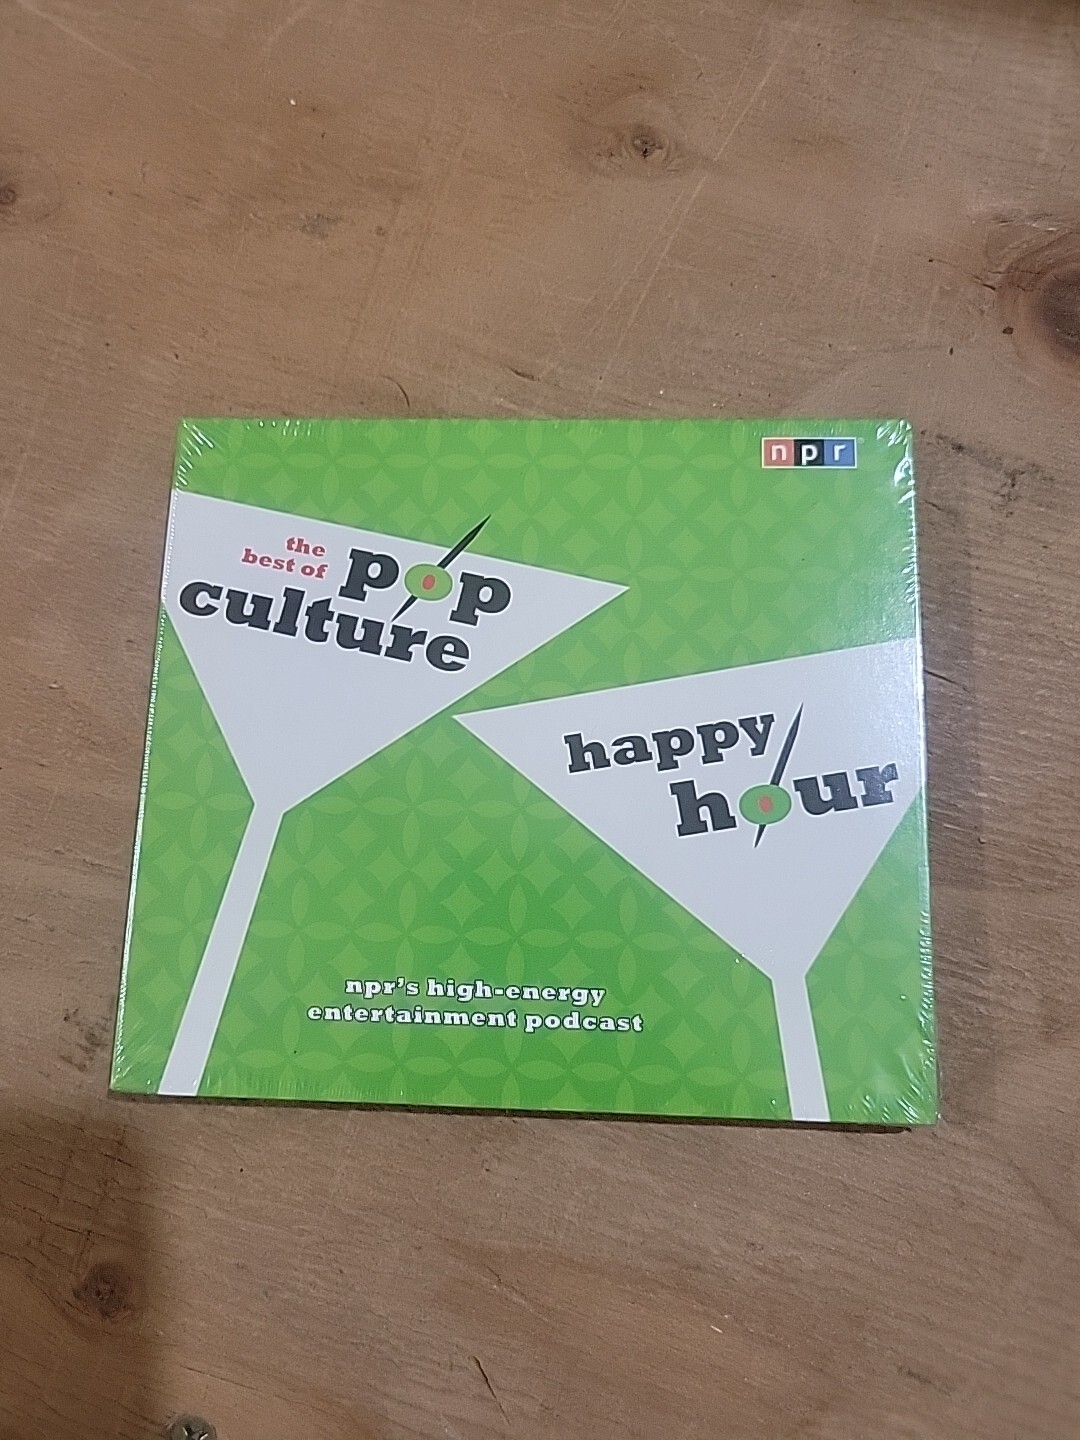 npr
the
best of pop
culture
happy
hour
npr's high-energy
entertainment podcast